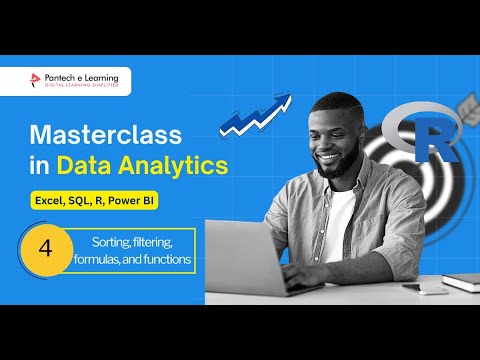 Pantech e Learning
DIGITAL LEARNING SIMPLIFIED
Masterclass
in Data Analytics
Excel, SQL, R, Power BI
4
Sorting, filtering,
formulas, and functions
R